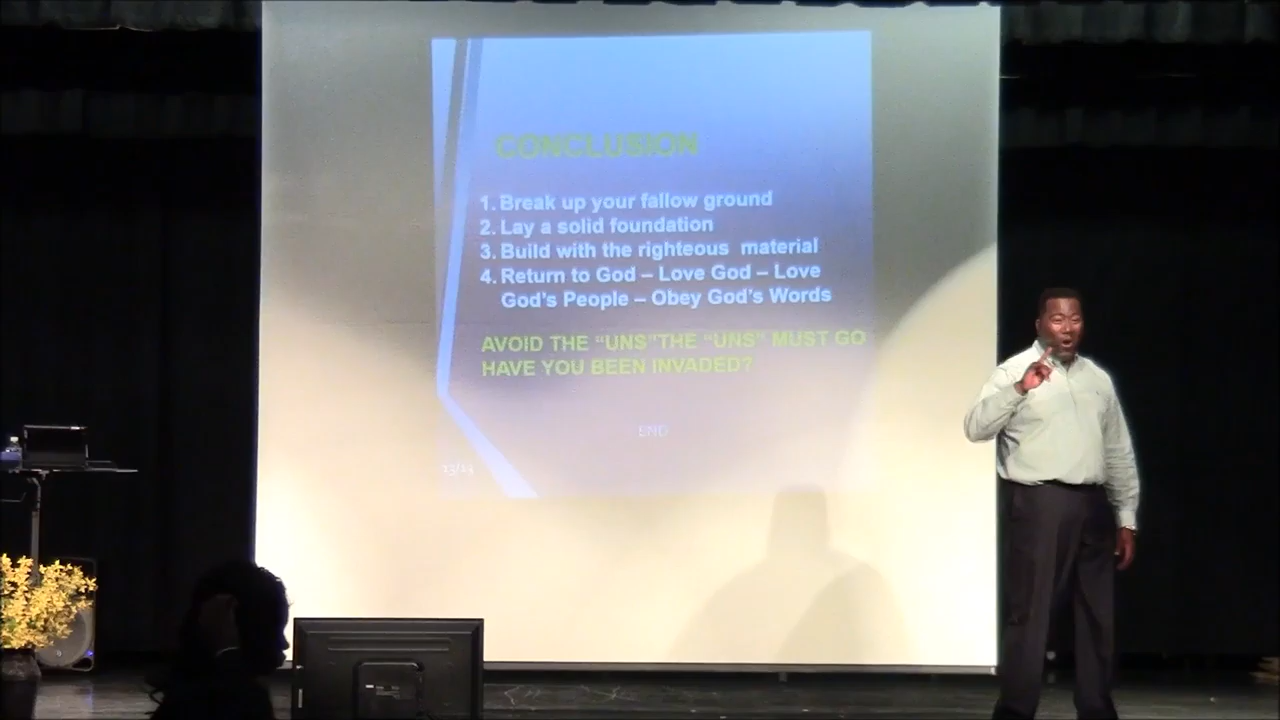 CONCLUSION
1. Break up your fallow ground
2. Lay a solid foundation
3. Build with the righteous material
4. Return to God – Love God – Love
God's People – Obey God's Words
AVOID THE “UNS”THE “UNS” MUST GO
HAVE YOU BEEN INVADED?
END
13/13